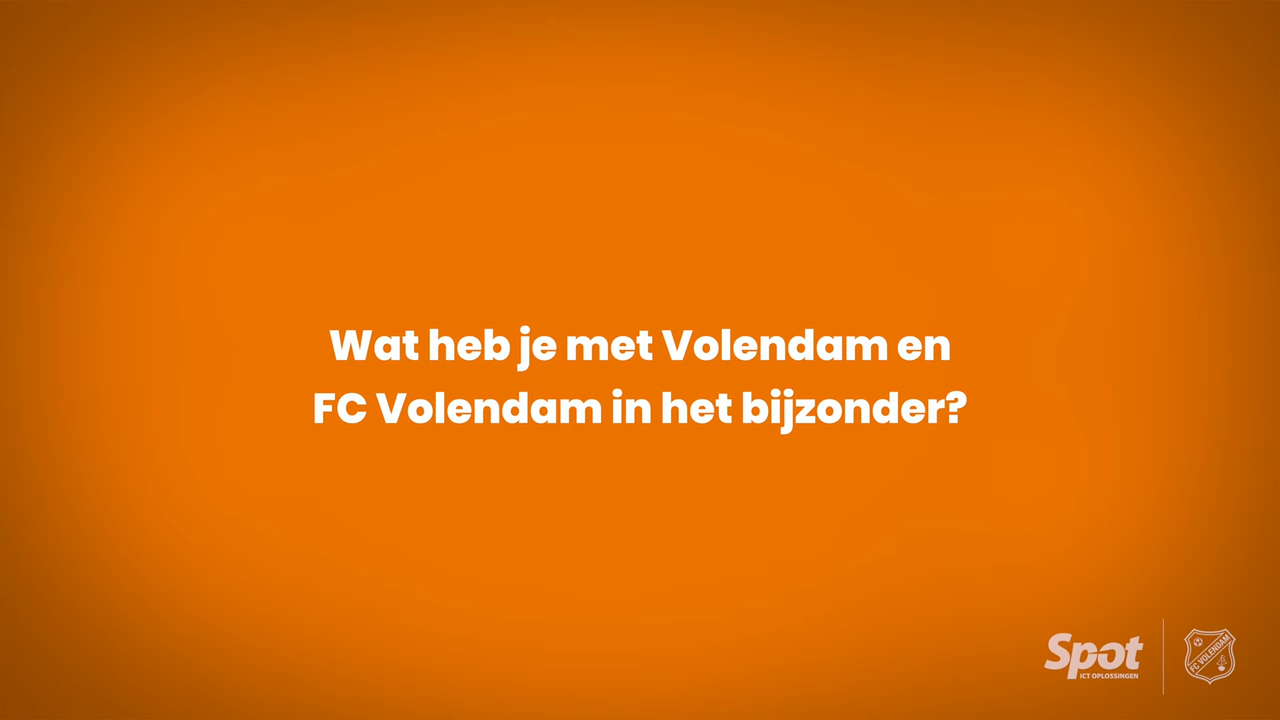 Wat heb je met Volendam en
FC Volendam in het bijzonder?
Spot
ICT OPLOSSINGEN
FC VOLENDAM